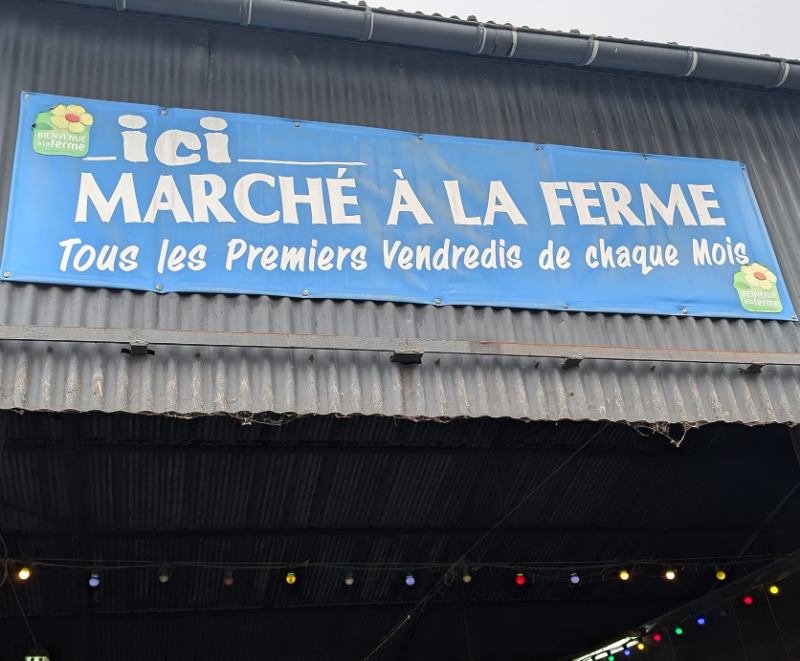 BIENVENUE
à la ferme
ici
MARCHÉ À LA FERME
Tous les Premiers Vendredis de chaque Mois
BIENVENUE
à la ferme